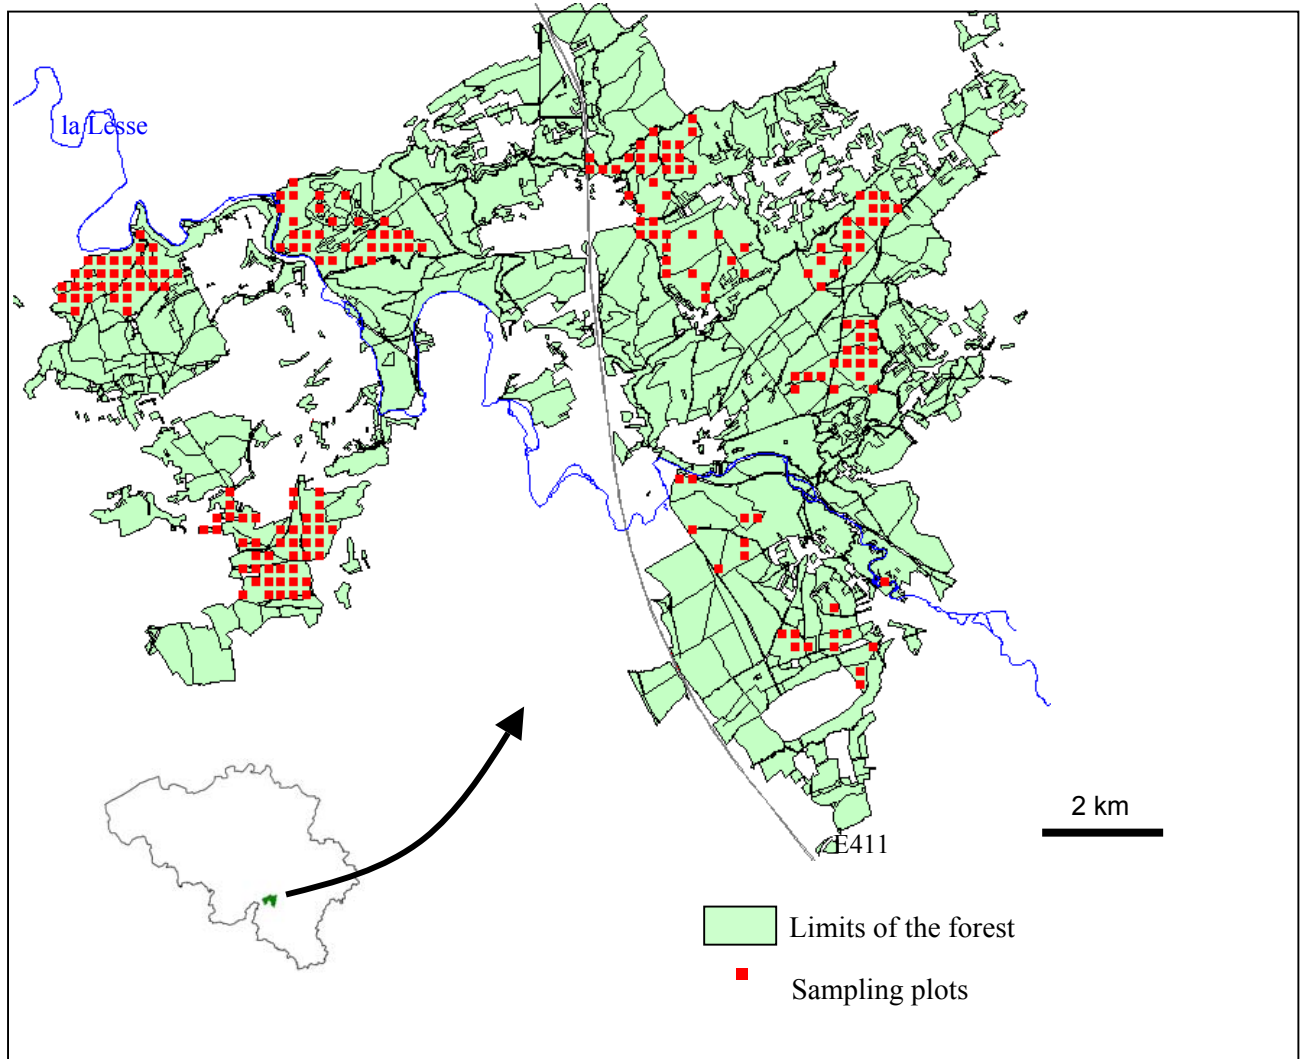 la Lesse
2 km
E411
Limits of the forest
Sampling plots